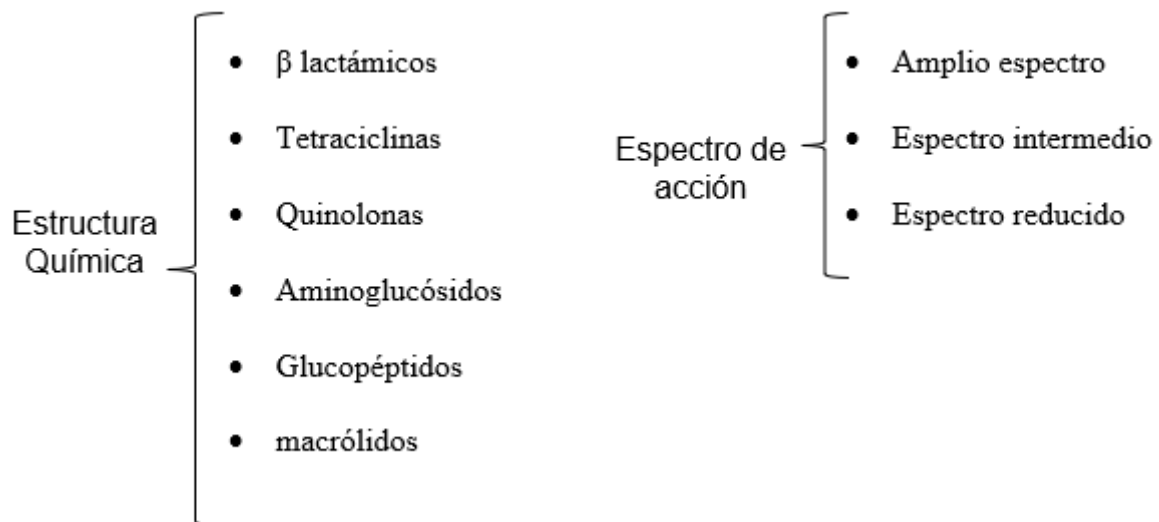 Estructura
Química
• β lactámicos
• Tetraciclinas
• Quinolonas
• Aminoglucósidos
• Glucopéptidos
• macrólidos
Espectro de
acción
• Amplio espectro
• Espectro intermedio
• Espectro reducido